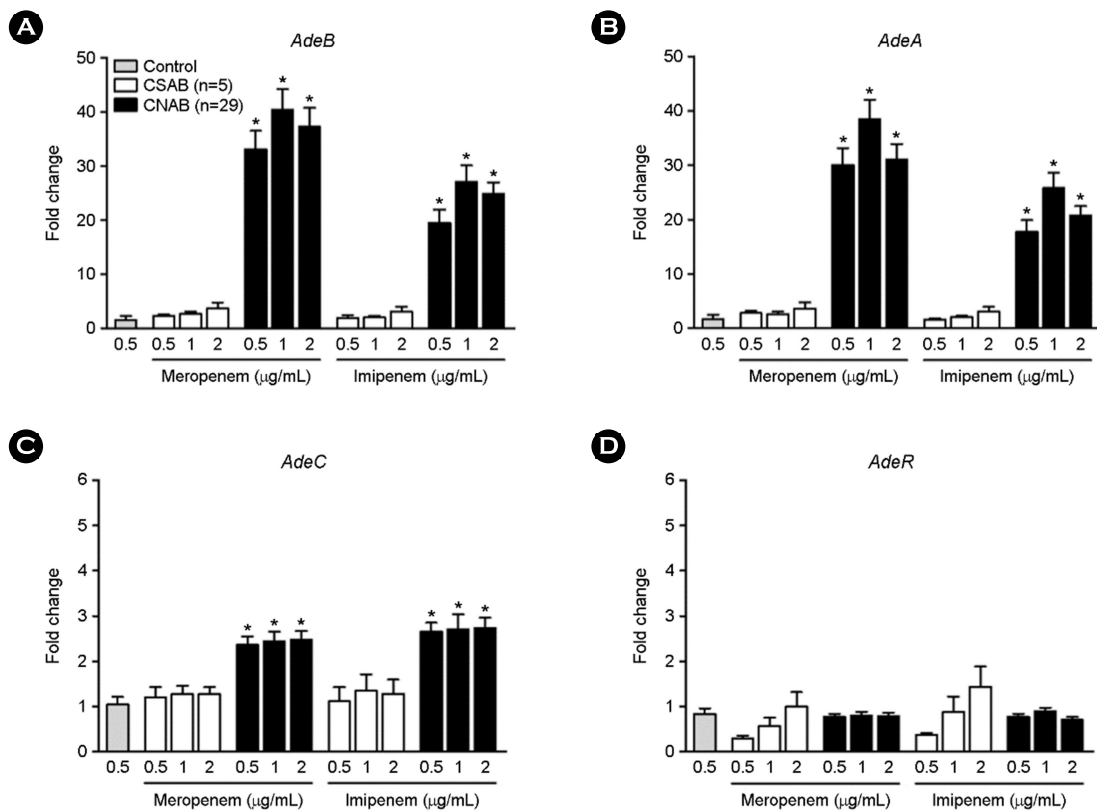 A
AdeB
Fold change
50
40
30
20
10
0
Control
CSAB (n=5)
CNAB (n=29)
* * * * * *
0.5 0.5 1 2 0.5 1 2 0.5 1 2 0.5 1 2
Meropenem (μg/mL) Imipenem (μg/mL)
B
AdeA
Fold change
50
40
30
20
10
0
* * * * * *
0.5 0.5 1 2 0.5 1 2 0.5 1 2 0.5 1 2
Meropenem (μg/mL) Imipenem (μg/mL)
C
AdeC
Fold change
6
5
4
3
2
1
0
* * * * * *
0.5 0.5 1 2 0.5 1 2 0.5 1 2 0.5 1 2
Meropenem (μg/mL) Imipenem (μg/mL)
D
AdeR
Fold change
6
5
4
3
2
1
0
0.5 0.5 1 2 0.5 1 2 0.5 1 2 0.5 1 2
Meropenem (μg/mL) Imipenem (μg/mL)